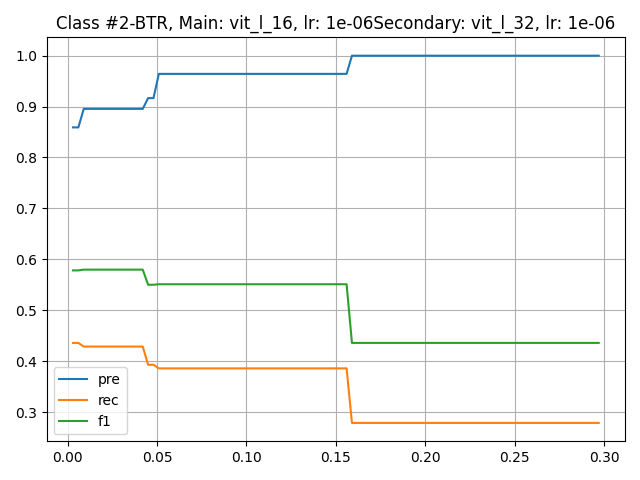 Class #2-BTR, Main: vit_l_16, lr: 1e-06Secondary: vit_l_32, lr: 1e-06
1.0
0.9
0.8
0.7
0.6
0.5
0.4
0.3
pre
rec
f1
0.00 0.05 0.10 0.15 0.20 0.25 0.30